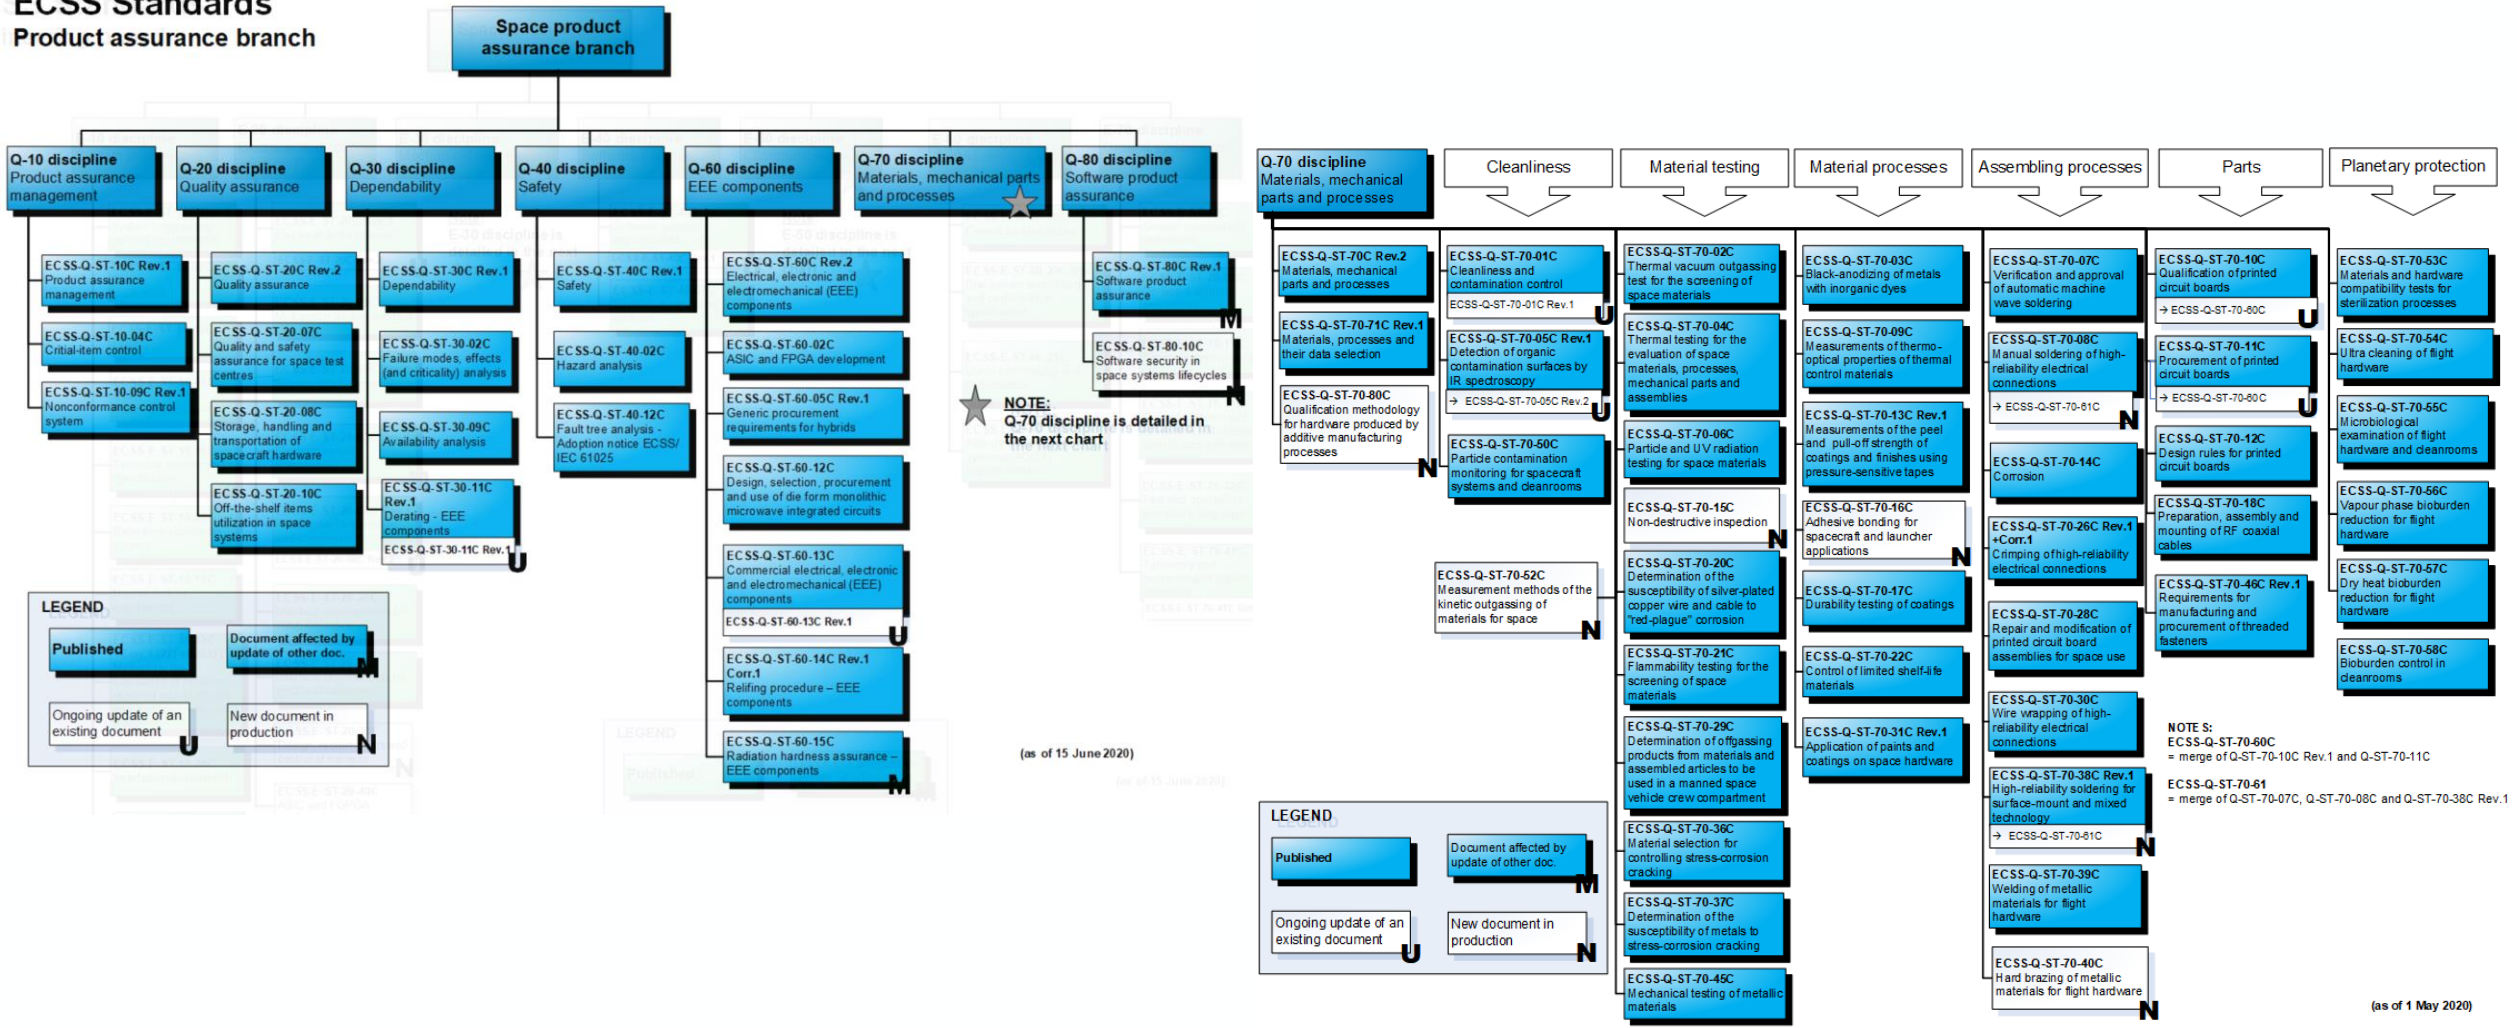 ECSS Standards
Product assurance branch
Space product
assurance branch
Q-10 discipline
Product assurance
management
Q-20 discipline
Quality assurance
Q-30 discipline
Dependability
Q-40 discipline
Safety
Q-60 discipline
EEE components
Q-70 discipline
Materials, mechanical parts
and processes
Q-80 discipline
Software product
assurance
ECSS-Q-ST-10C Rev.1
Product assurance
management
ECSS-Q-ST-10-04C
Critial-item control
ECSS-Q-ST-10-09C Rev.1
Nonconformance control
system
ECSS-Q-ST-20C Rev.2
Quality assurance
ECSS-Q-ST-20-07C
Quality and safety
assurance for space test
centres
ECSS-Q-ST-20-08C
Storage, handling and
transportation of
spacecraft hardware
ECSS-Q-ST-20-10C
Off-the-shelf items
utilization in space
systems
ECSS-Q-ST-30C Rev.1
Dependability
ECSS-Q-ST-30-02C
Failure modes, effects
(and criticality) analysis
ECSS-Q-ST-30-09C
Availability analysis
ECSS-Q-ST-30-11C
Rev.1
Derating - EEE
components
ECSS-Q-ST-30-11C Rev.1
U
ECSS-Q-ST-40C Rev.1
Safety
ECSS-Q-ST-40-02C
Hazard analysis
ECSS-Q-ST-40-12C
Fault tree analysis -
Adoption notice ECSS/
IEC 61025
ECSS-Q-ST-60C Rev.2
Electrical, electronic and
electromechanical (EEE)
components
ECSS-Q-ST-60-02C
ASIC and FPGA development
ECSS-Q-ST-60-05C Rev.1
Generic procurement
requirements for hybrids
ECSS-Q-ST-60-12C
Design, selection, procurement
and use of die form monolithic
microwave integrated circuits
ECSS-Q-ST-60-13C
Commercial electrical, electronic
and electromechanical (EEE)
components
ECSS-Q-ST-60-13C Rev.1
U
ECSS-Q-ST-60-14C Rev.1
Corr.1
Relifing procedure – EEE
components
ECSS-Q-ST-60-15C
Radiation hardness assurance –
EEE components
M
ECSS-Q-ST-80C Rev.1
Software product
assurance
M
ECSS-Q-ST-80-10C
Software security in
space systems lifecycles
N
NOTE:
Q-70 discipline is detailed in
the next chart
LEGEND
Published
Document affected by
update of other doc.
M
Ongoing update of an
existing document
U
New document in
production
N
(as of 15 June 2020)
Q-70 discipline
Materials, mechanical
parts and processes
Cleanliness
Material testing
Material processes
Assembling processes
Parts
Planetary protection
ECSS-Q-ST-70C Rev.2
Materials, mechanical
parts and processes
ECSS-Q-ST-70-71C Rev.1
Materials, processes and
their data selection
ECSS-Q-ST-70-80C
Qualification methodology
for hardware produced by
additive manufacturing
processes
N
ECSS-Q-ST-70-01C
Cleanliness and
contamination control
ECSS-Q-ST-70-01C Rev.1
U
ECSS-Q-ST-70-05C Rev.1
Detection of organic
contamination surfaces by
IR spectroscopy
→ ECSS-Q-ST-70-05C Rev.2
U
ECSS-Q-ST-70-50C
Particle contamination
monitoring for spacecraft
systems and cleanrooms
ECSS-Q-ST-70-52C
Measurement methods of the
kinetic outgassing of
materials for space
N
ECSS-Q-ST-70-02C
Thermal vacuum outgassing
test for the screening of
space materials
ECSS-Q-ST-70-04C
Thermal testing for the
evaluation of space
materials, processes,
mechanical parts and
assemblies
ECSS-Q-ST-70-06C
Particle and UV radiation
testing for space materials
ECSS-Q-ST-70-15C
Non-destructive inspection
N
ECSS-Q-ST-70-20C
Determination of the
susceptibility of silver-plated
copper wire and cable to
"red-plague" corrosion
ECSS-Q-ST-70-21C
Flammability testing for the
screening of space
materials
ECSS-Q-ST-70-29C
Determination of offgassing
products from materials and
assembled articles to be
used in a manned space
vehicle crew compartment
ECSS-Q-ST-70-36C
Material selection for
controlling stress-corrosion
cracking
ECSS-Q-ST-70-37C
Determination of the
susceptibility of metals to
stress-corrosion cracking
ECSS-Q-ST-70-45C
Mechanical testing of metallic
materials
ECSS-Q-ST-70-03C
Black-anodizing of metals
with inorganic dyes
ECSS-Q-ST-70-09C
Measurements of thermo-
optical properties of thermal
control materials
ECSS-Q-ST-70-13C Rev.1
Measurements of the peel
and pull-off strength of
coatings and finishes using
pressure-sensitive tapes
ECSS-Q-ST-70-16C
Adhesive bonding for
spacecraft and launcher
applications
N
ECSS-Q-ST-70-17C
Durability testing of coatings
ECSS-Q-ST-70-22C
Control of limited shelf-life
materials
ECSS-Q-ST-70-31C Rev.1
Application of paints and
coatings on space hardware
ECSS-Q-ST-70-07C
Verification and approval
of automatic machine
wave soldering
ECSS-Q-ST-70-08C
Manual soldering of high-
reliability electrical
connections
→ ECSS-Q-ST-70-61C
N
ECSS-Q-ST-70-14C
Corrosion
ECSS-Q-ST-70-26C Rev.1
+Corr.1
Crimping of high-reliability
electrical connections
ECSS-Q-ST-70-28C
Repair and modification of
printed circuit board
assemblies for space use
ECSS-Q-ST-70-30C
Wire wrapping of high-
reliability electrical
connections
ECSS-Q-ST-70-38C Rev.1
High-reliability soldering for
surface-mount and mixed
technology
→ ECSS-Q-ST-70-61C
N
ECSS-Q-ST-70-39C
Welding of metallic
materials for flight
hardware
ECSS-Q-ST-70-40C
Hard brazing of metallic
materials for flight hardware
N
ECSS-Q-ST-70-10C
Qualification of printed
circuit boards
→ ECSS-Q-ST-70-60C
U
ECSS-Q-ST-70-11C
Procurement of printed
circuit boards
→ ECSS-Q-ST-70-60C
U
ECSS-Q-ST-70-12C
Design rules for printed
circuit boards
ECSS-Q-ST-70-18C
Preparation, assembly and
mounting of RF coaxial
cables
ECSS-Q-ST-70-46C Rev.1
Requirements for
manufacturing and
procurement of threaded
fasteners
ECSS-Q-ST-70-53C
Materials and hardware
compatibility tests for
sterilization processes
ECSS-Q-ST-70-54C
Ultra cleaning of flight
hardware
ECSS-Q-ST-70-55C
Microbiological
examination of flight
hardware and cleanrooms
ECSS-Q-ST-70-56C
Vapour phase bioburden
reduction for flight
hardware
ECSS-Q-ST-70-57C
Dry heat bioburden
reduction for flight
hardware
ECSS-Q-ST-70-58C
Bioburden control in
cleanrooms
NOTES:
ECSS-Q-ST-70-60C
= merge of Q-ST-70-10C Rev.1 and Q-ST-70-11C
ECSS-Q-ST-70-61
= merge of Q-ST-70-07C, Q-ST-70-08C and Q-ST-70-38C Rev.1
LEGEND
Published
Document affected by
update of other doc.
M
Ongoing update of an
existing document
U
New document in
production
N
(as of 1 May 2020)